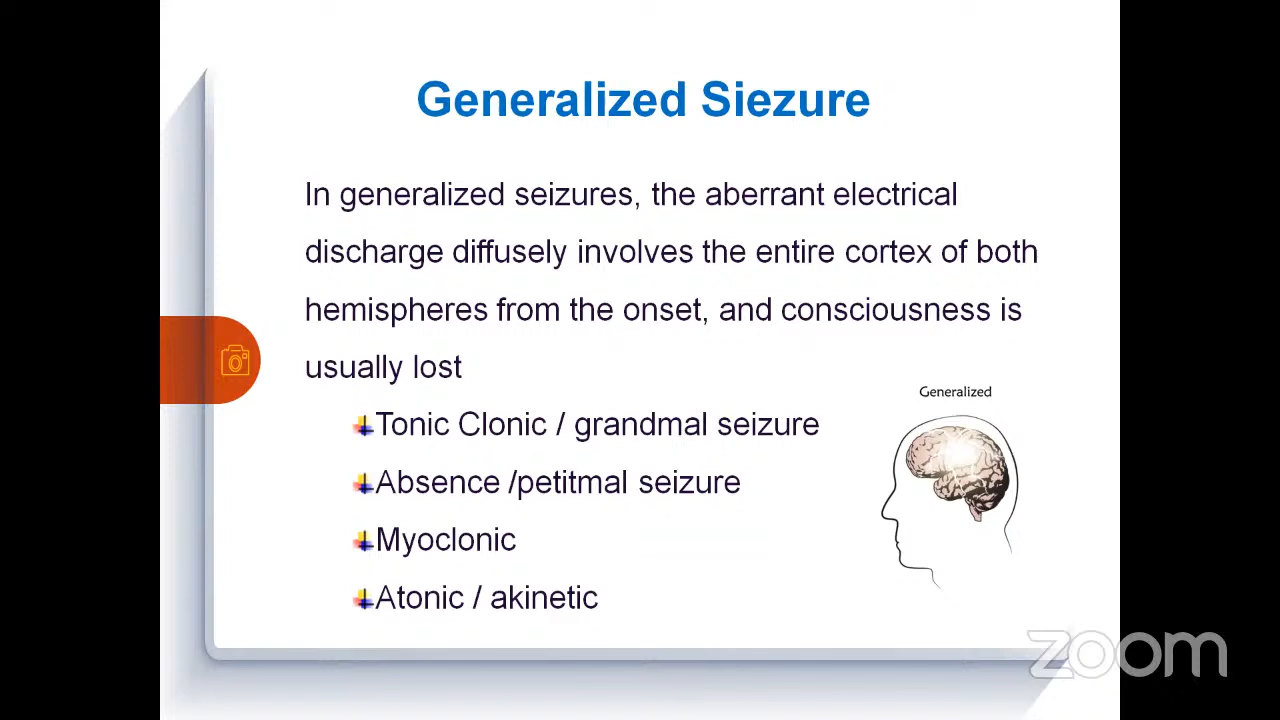 Generalized Siezure
In generalized seizures, the aberrant electrical
discharge diffusely involves the entire cortex of both
hemispheres from the onset, and consciousness is
usually lost
Generalized
Tonic Clonic / grandmal seizure
Absence /petitmal seizure
Myoclonic
Atonic / akinetic
zoom